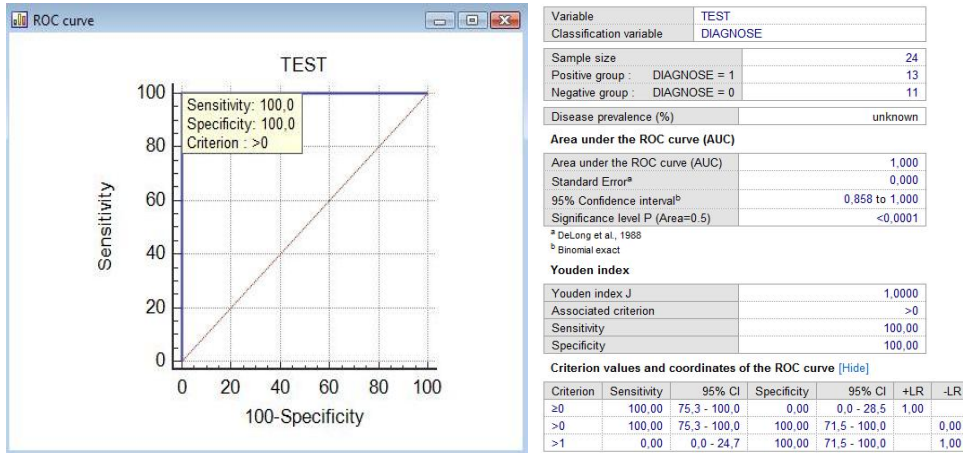 ROC curve
TEST
Sensitivity: 100,0
Specificity: 100,0
Criterion : >0
100
80
60
40
20
0
Sensitivity
0 20 40 60 80 100
100-Specificity
Variable TEST
Classification variable DIAGNOSE
Sample size 24
Positive group : DIAGNOSE = 1 13
Negative group : DIAGNOSE = 0 11
Disease prevalence (%) unknown
Area under the ROC curve (AUC)
Area under the ROC curve (AUC) 1,000
Standard Errorᵃ 0,000
95% Confidence intervalᵇ 0,858 to 1,000
Significance level P (Area=0.5) <0,0001
ᵃ DeLong et al., 1988
ᵇ Binomial exact
Youden index
Youden index J 1,0000
Associated criterion >0
Sensitivity 100,00
Specificity 100,00
Criterion values and coordinates of the ROC curve [Hide]
Criterion Sensitivity 95% CI Specificity 95% CI +LR -LR
≥0 100,00 75,3 - 100,0 0,00 0,0 - 28,5 1,00
>0 100,00 75,3 - 100,0 100,00 71,5 - 100,0 0,00
>1 0,00 0,0 - 24,7 100,00 71,5 - 100,0 1,00